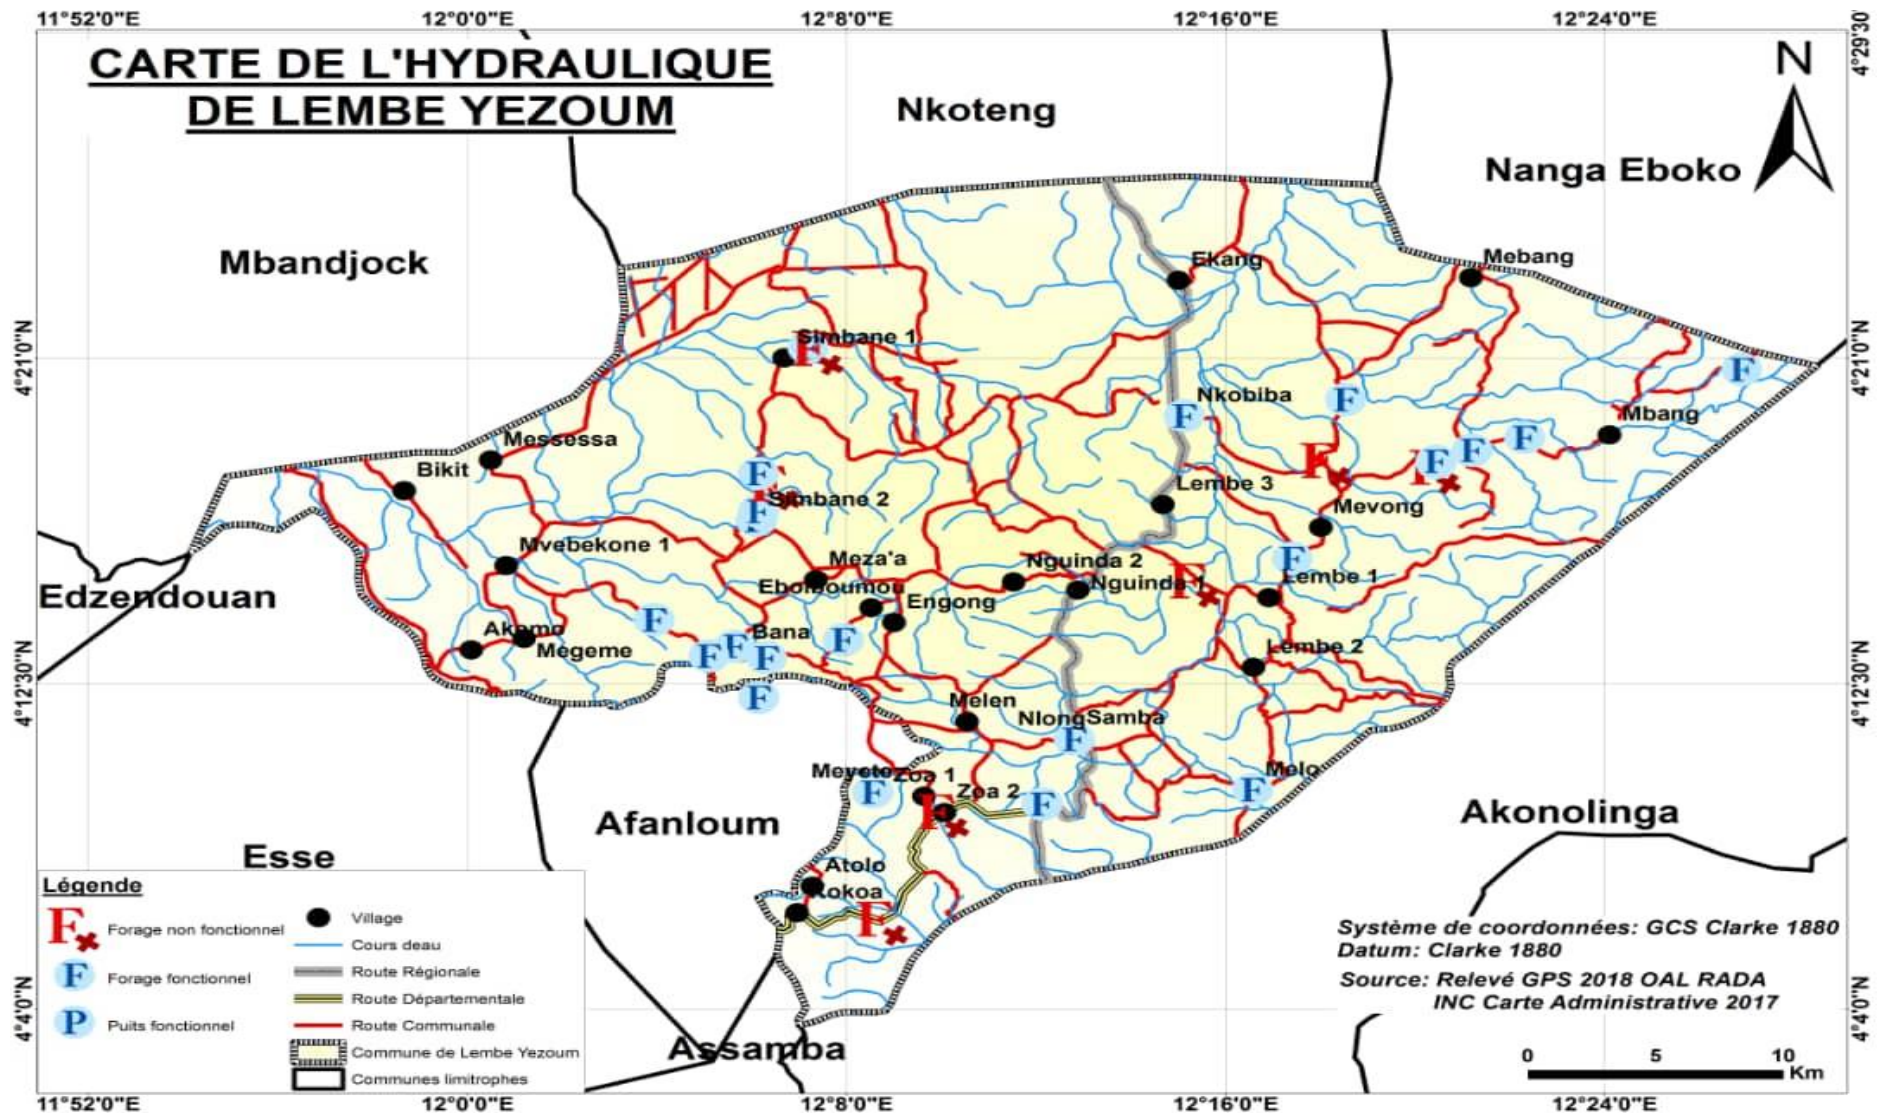 11°52'0"E 12°0'0"E 12°8'0"E 12°16'0"E 12°24'0"E
CARTE DE L'HYDRAULIQUE
DE LEMBE YEZOUM
N
4°29'30
Nkoteng
Nanga Eboko
Mbandjock
Ekang
Mebang
Simbane 1
F
4°21'0"N
4°21'0"N
F
Nkobiba
F
F
Mbang
F
Messessa
Bikit
F
F
F
F
F
F
Simbane 2
F
Lembe 3
Mevong
Mvebekone 1
Meza'a
Nguinda 2
F
Eboiboumou
Nguinda 1
F
Lembe 1
Edzendouan
Engong
F
Akomo
Megeme
Bana
F
F
F
F
Lembe 2
4°12'30"N
4°12'30"N
F
Melen
NlongSamba
F
Meyete
Zoa 1
F
Zoa 2
F
F
Melo
F
Afanloum
Akonolinga
Esse
Atolo
Kokoa
F
Légende
F Forage non fonctionnel
F Forage fonctionnel
P Puits fonctionnel
Village
Cours deau
Route Régionale
Route Départementale
Route Communale
Commune de Lembe Yezoum
Communes limitrophes
Assamba
Système de coordonnées: GCS Clarke 1880
Datum: Clarke 1880
Source: Relevé GPS 2018 OAL RADA
INC Carte Administrative 2017
4°4'0"N
4°4'0"N
0 5 10
Km
11°52'0"E 12°0'0"E 12°8'0"E 12°16'0"E 12°24'0"E